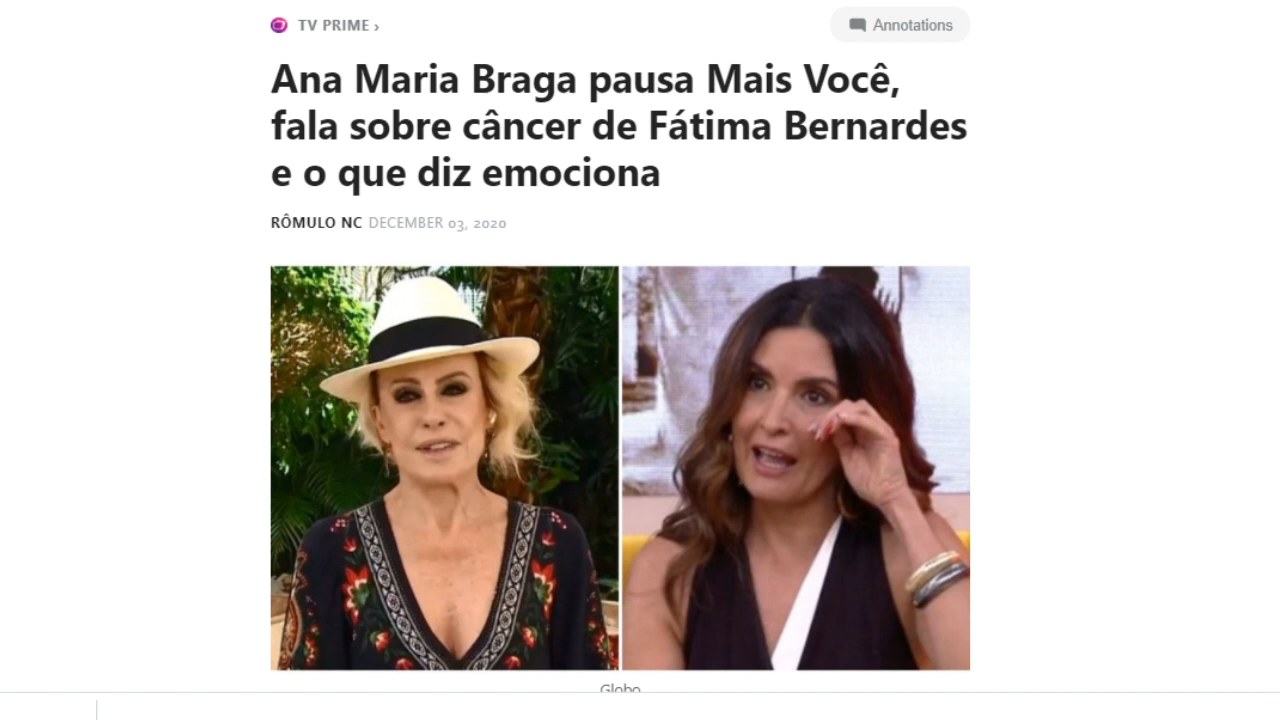 TV PRIME ›
Annotations
Ana Maria Braga pausa Mais Você,
fala sobre câncer de Fátima Bernardes
e o que diz emociona
RÔMULO NC DECEMBER 03, 2020
Globo